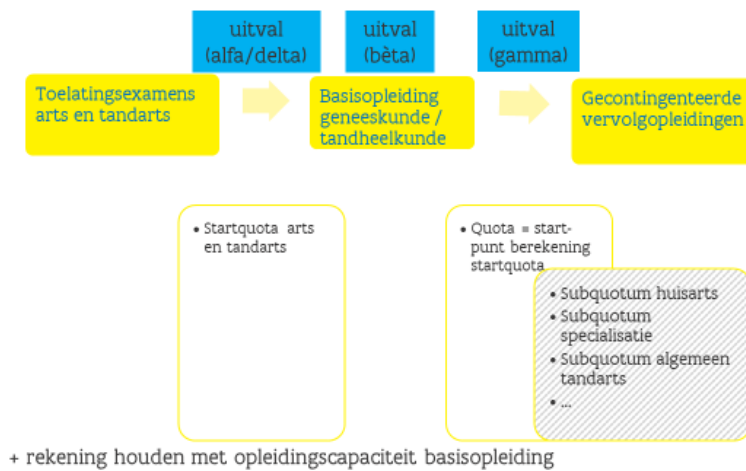 uitval
(alfa/delta)
uitval
(bèta)
uitval
(gamma)
Toelatingsexamens
arts en tandarts
Basisopleiding
geneeskunde /
tandheelkunde
Gecontingenteerde
vervolgopleidingen
• Startquota arts
en tandarts
• Quota = start-
punt berekening
startquota
• Subquotum huisarts
• Subquotum
specialisatie
• Subquotum algemeen
tandarts
• ...
+ rekening houden met opleidingscapaciteit basisopleiding